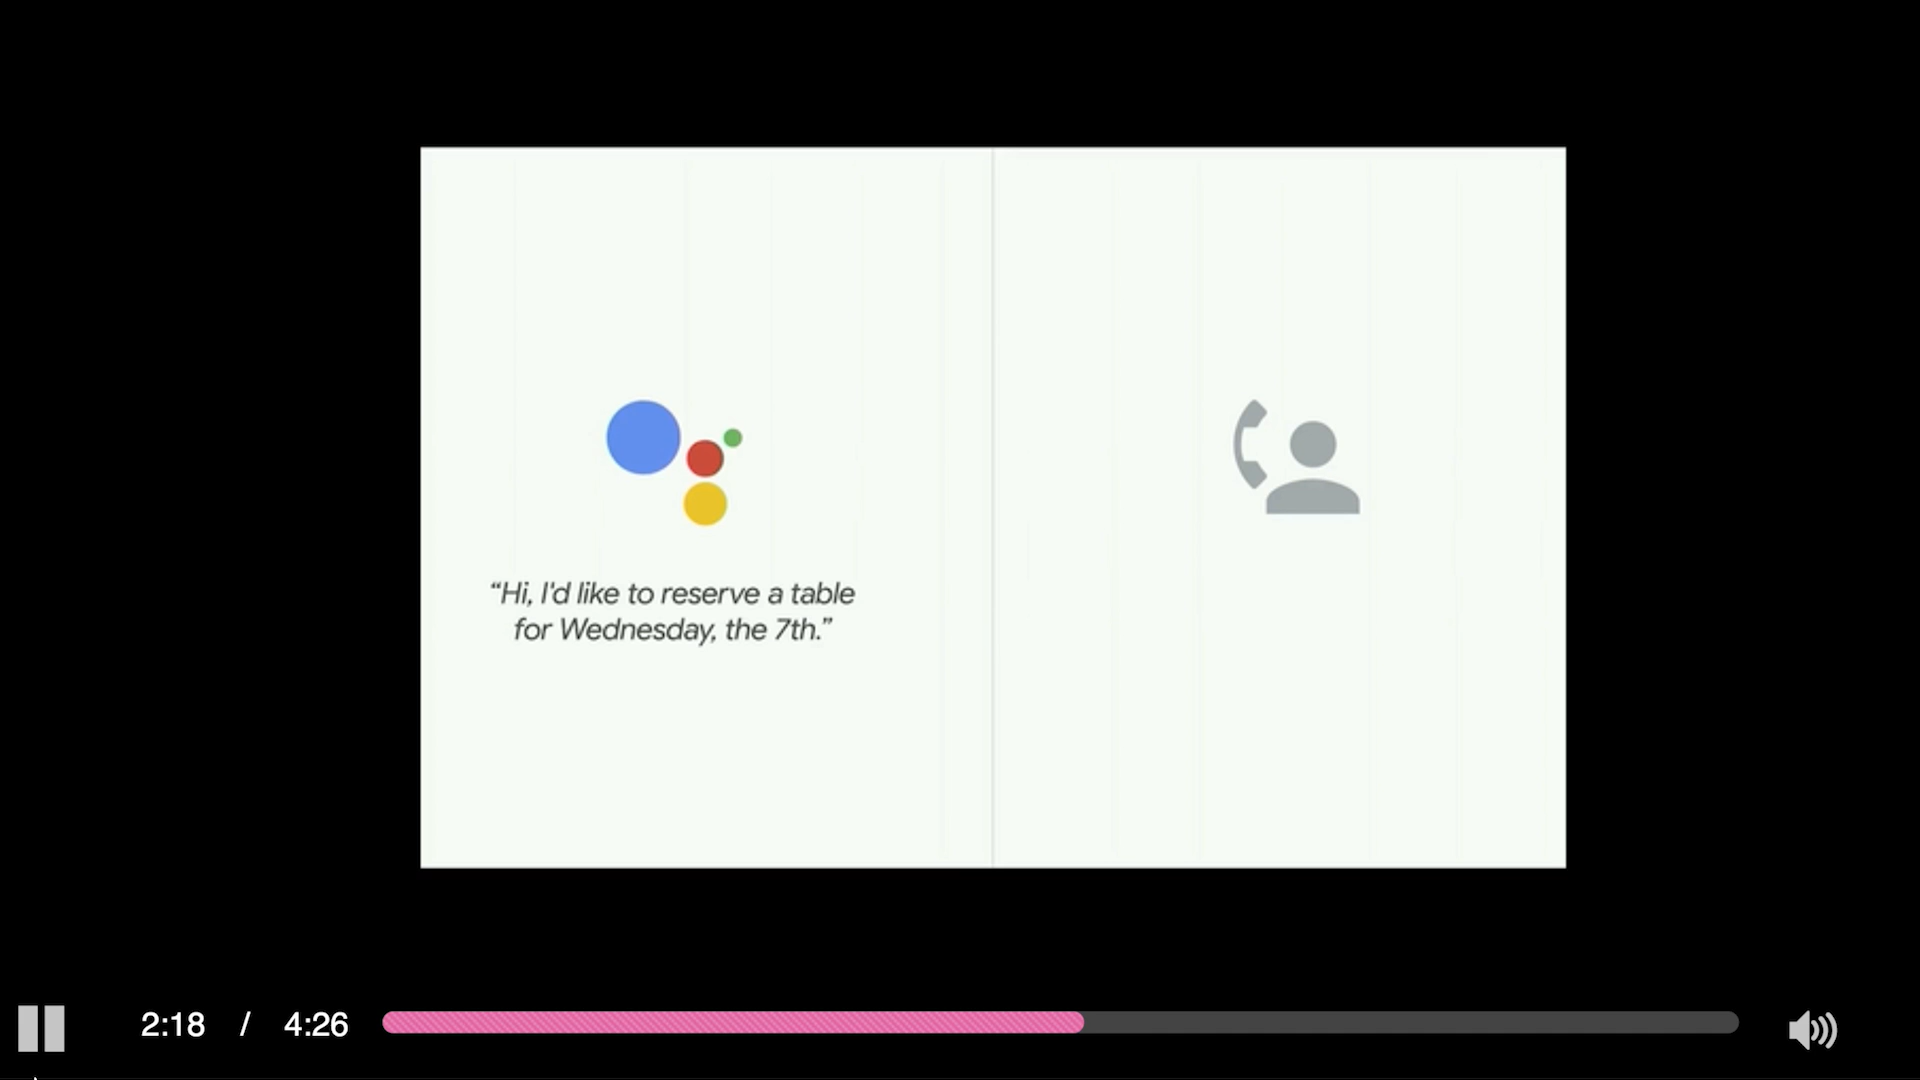 “Hi, I'd like to reserve a table
for Wednesday, the 7th.”
2:18 / 4:26